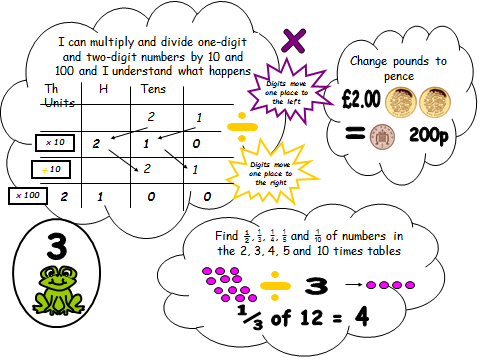 I can multiply and divide one-digit
and two-digit numbers by 10 and
100 and I understand what happens
Th H Tens
Units
2 1
x 10 2 1 0
÷ 10 2 1
x 100 2 1 0 0
×
÷
Digits move
one place to
the left
Digits move
one place to
the right
Change pounds to
pence
£2.00
= 200p
3
Find 1/2, 1/3, 1/4, 1/5 and 1/10 of numbers in
the 2, 3, 4, 5 and 10 times tables
÷ 3 →
1/3 of 12 = 4